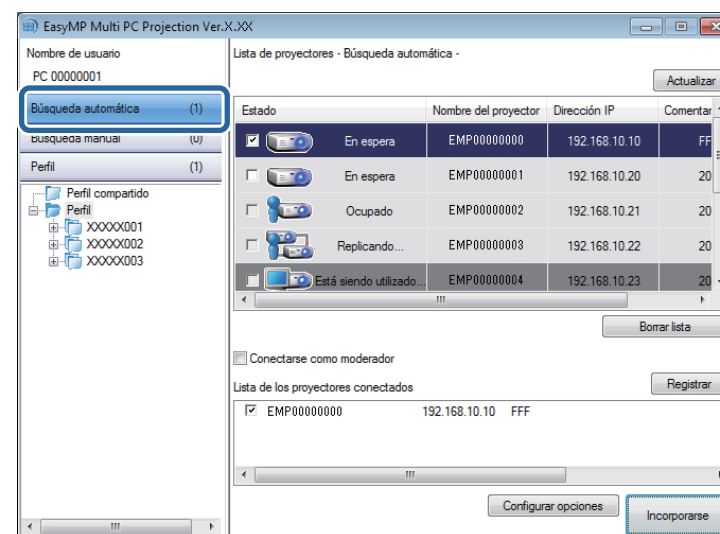 EasyMP Multi PC Projection Ver.X.XX
Nombre de usuario
PC 00000001
Búsqueda automática (1)
Búsqueda manual (0)
Perfil (1)
Perfil compartido
Perfil
XXXXX001
XXXXX002
XXXXX003
Lista de proyectores - Búsqueda automática -
Actualizar
Estado Nombre del proyector Dirección IP Comentar
En espera EMP00000000 192.168.10.10 FF
En espera EMP00000001 192.168.10.20 20
Ocupado EMP00000002 192.168.10.21 20
Replicando... EMP00000003 192.168.10.22 20
Está siendo utilizado... EMP00000004 192.168.10.23 20
Borrar lista
Conectarse como moderador
Lista de los proyectores conectados
Registrar
EMP00000000 192.168.10.10 FFF
Configurar opciones
Incorporarse